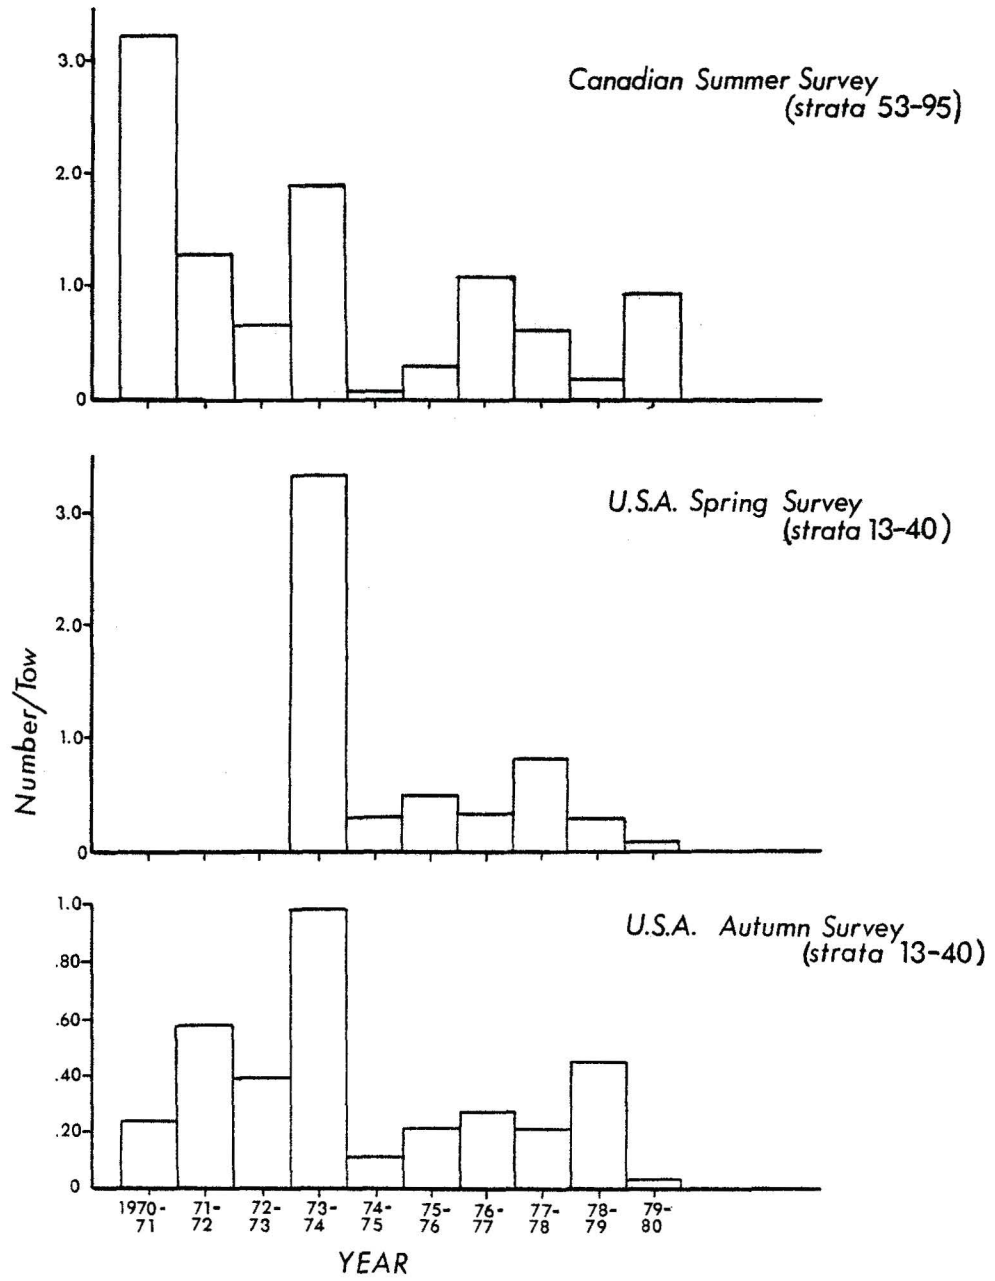 Canadian Summer Survey
(strata 53-95)
3.0
2.0
1.0
0
U.S.A. Spring Survey
(strata 13-40)
3.0
2.0
1.0
0
Number/Tow
U.S.A. Autumn Survey
(strata 13-40)
1.0
.80
.60
.40
.20
0
1970- 71- 72- 73- 74- 75- 76- 77- 78- 79-
71 72 73 74 75 76 77 78 79 80
YEAR